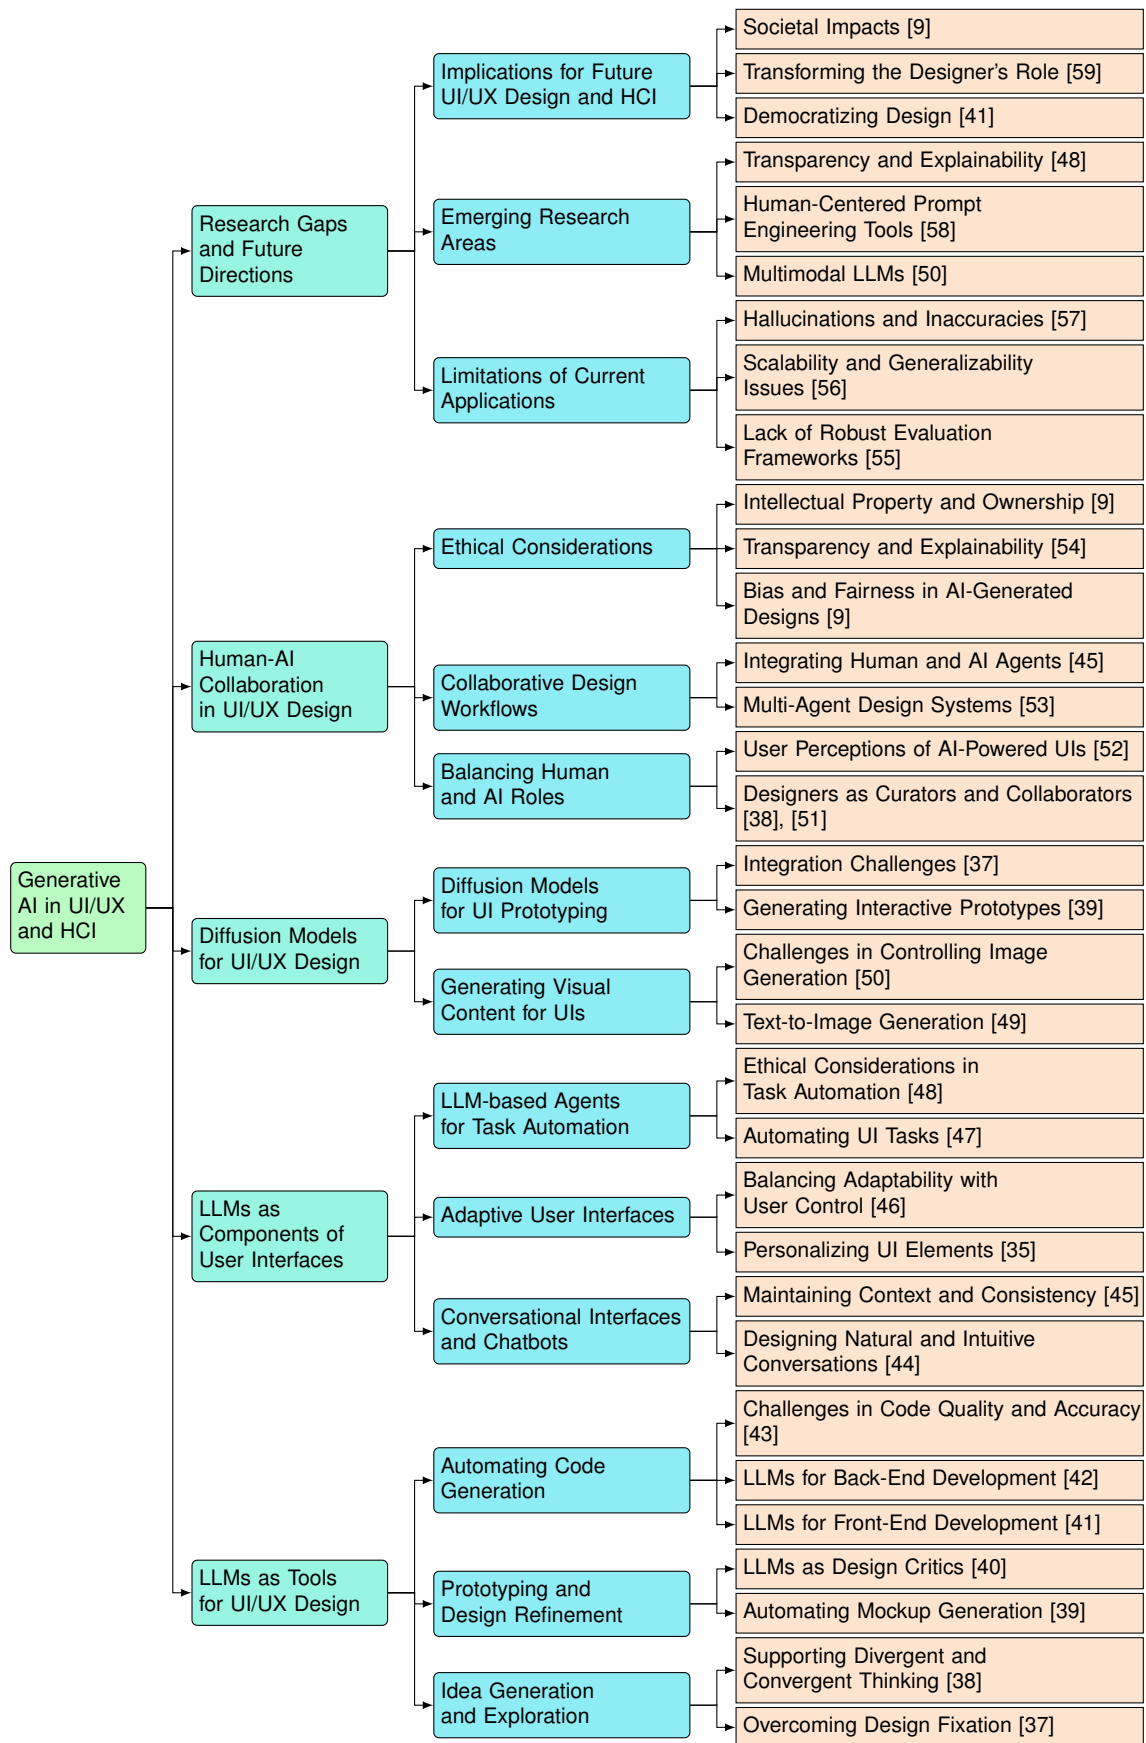 Societal Impacts [9]
Implications for Future
UI/UX Design and HCI
Transforming the Designer's Role [59]
Democratizing Design [41]
Transparency and Explainability [48]
Research Gaps
and Future
Directions
Emerging Research
Areas
Human-Centered Prompt
Engineering Tools [58]
Multimodal LLMs [50]
Hallucinations and Inaccuracies [57]
Limitations of Current
Applications
Scalability and Generalizability
Issues [56]
Lack of Robust Evaluation
Frameworks [55]
Intellectual Property and Ownership [9]
Ethical Considerations
Transparency and Explainability [54]
Bias and Fairness in AI-Generated
Designs [9]
Human-AI
Collaboration
in UI/UX Design
Collaborative Design
Workflows
Integrating Human and AI Agents [45]
Multi-Agent Design Systems [53]
Balancing Human
and AI Roles
User Perceptions of AI-Powered UIs [52]
Designers as Curators and Collaborators
[38], [51]
Generative
AI in UI/UX
and HCI
Diffusion Models
for UI/UX Design
Diffusion Models
for UI Prototyping
Integration Challenges [37]
Generating Interactive Prototypes [39]
Generating Visual
Content for UIs
Challenges in Controlling Image
Generation [50]
Text-to-Image Generation [49]
LLM-based Agents
for Task Automation
Ethical Considerations in
Task Automation [48]
Automating UI Tasks [47]
LLMs as
Components of
User Interfaces
Adaptive User Interfaces
Balancing Adaptability with
User Control [46]
Personalizing UI Elements [35]
Conversational Interfaces
and Chatbots
Maintaining Context and Consistency [45]
Designing Natural and Intuitive
Conversations [44]
Automating Code
Generation
Challenges in Code Quality and Accuracy
[43]
LLMs for Back-End Development [42]
LLMs for Front-End Development [41]
LLMs as Tools
for UI/UX Design
Prototyping and
Design Refinement
LLMs as Design Critics [40]
Automating Mockup Generation [39]
Idea Generation
and Exploration
Supporting Divergent and
Convergent Thinking [38]
Overcoming Design Fixation [37]